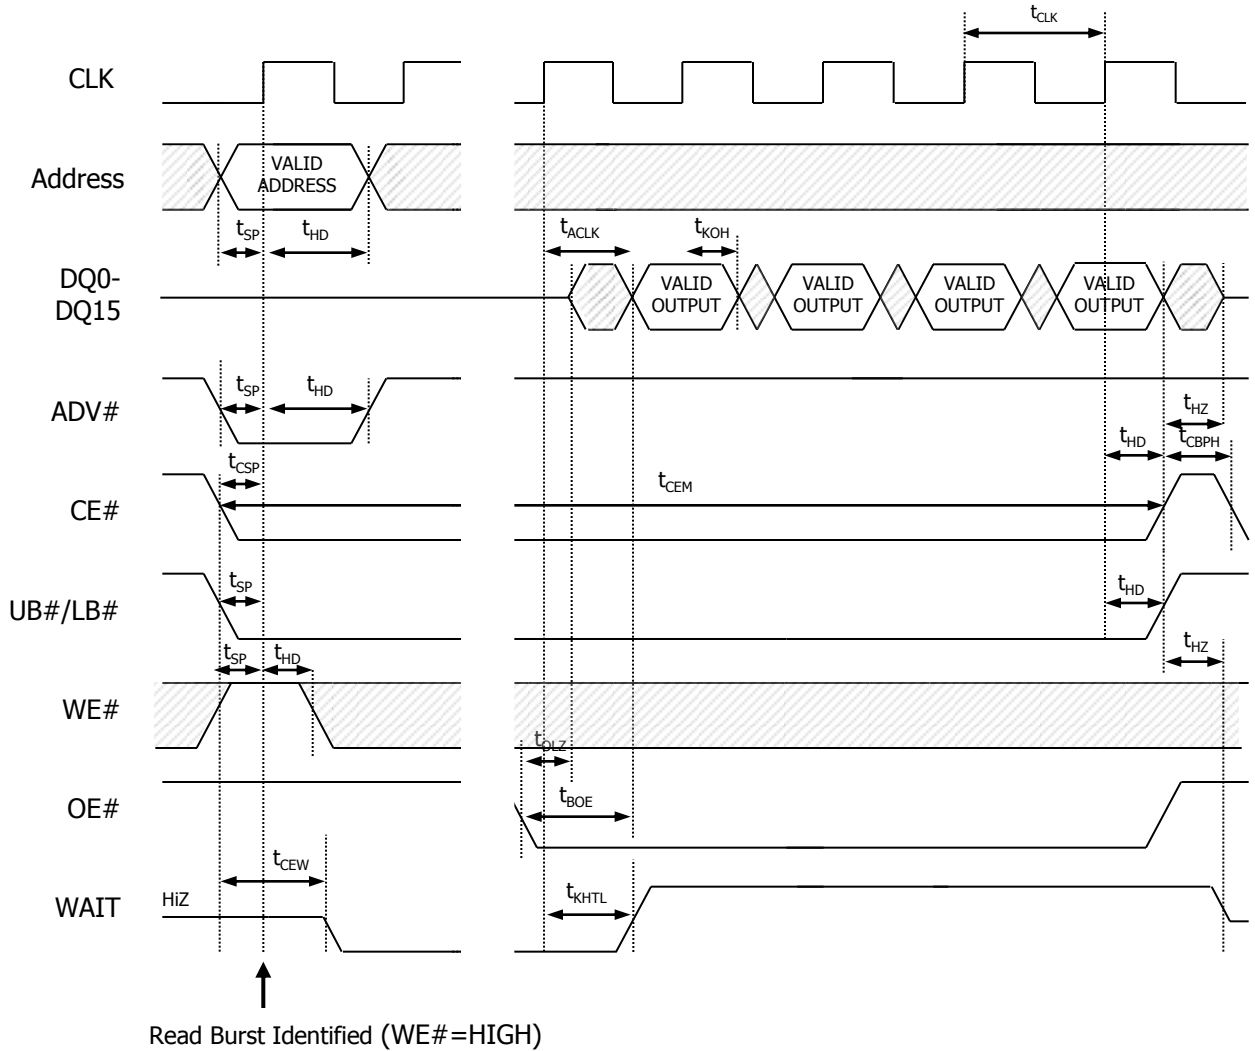 tCLK
CLK
Address
VALID
ADDRESS
tSP
tHD
tACLK
tKOH
DQ0-
DQ15
VALID
OUTPUT
VALID
OUTPUT
VALID
OUTPUT
VALID
OUTPUT
ADV#
tSP
tHD
tHZ
tHD
tCBPH
CE#
tCSP
tCEM
UB#/LB#
tSP
tHD
tHZ
tSP
tHD
WE#
tOLZ
OE#
tBOE
tCEW
WAIT
HiZ
tKHTL
Read Burst Identified (WE#=HIGH)